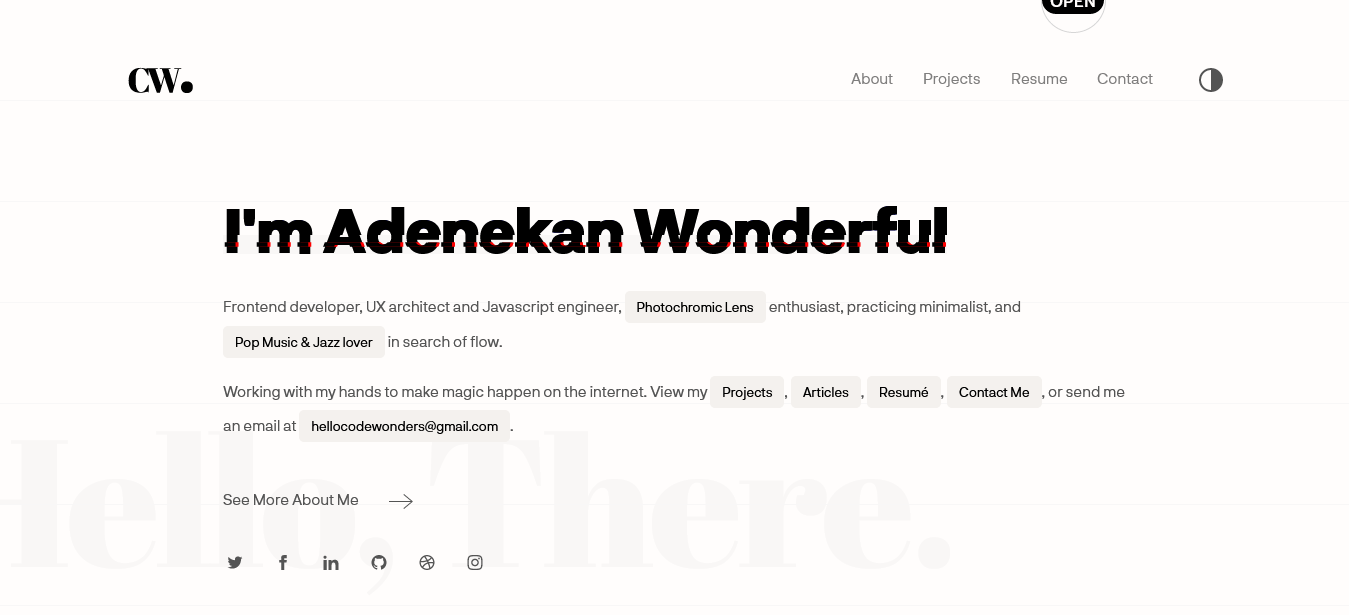 OPEN
CW.
About Projects Resume Contact
I'm Adenekan Wonderful
Frontend developer, UX architect and Javascript engineer, Photochromic Lens enthusiast, practicing minimalist, and
Pop Music & Jazz lover in search of flow.
Working with my hands to make magic happen on the internet. View my Projects , Articles , Resumé , Contact Me , or send me
an email at hellocodewonders@gmail.com .
Hello, There.
See More About Me